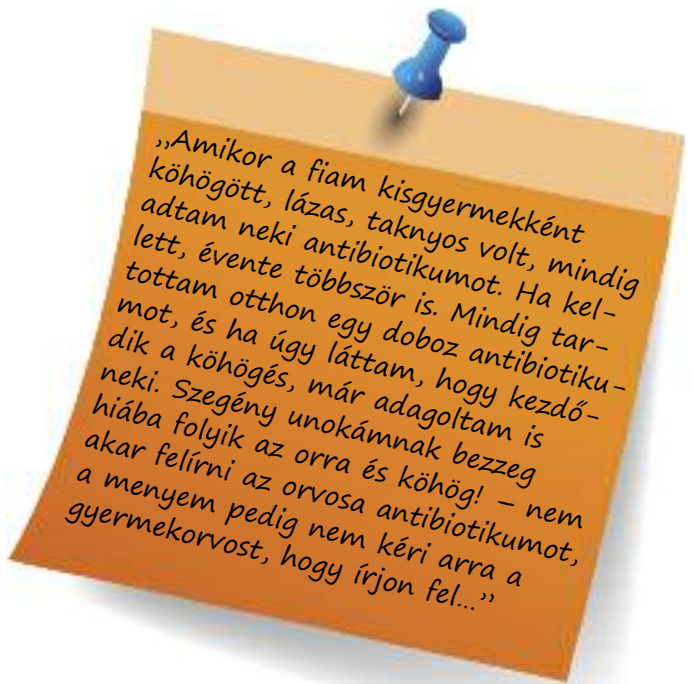 ,,Amikor a fiam kisgyermekként
köhögött, lázas, taknyos volt, mindig
adtam neki antibiotikumot. Ha kel-
lett, évente többször is. Mindig tar-
tottam otthon egy doboz antibiotiku-
mot, és ha úgy láttam, hogy kezdő-
dik a köhögés, már adagoltam is
neki. Szegény unokámnak bezzeg
hiába folyik az orra és köhög! – nem
akar felírni az orvosa antibiotikumot,
a menyem pedig nem kéri arra a
gyermekorvost, hogy írjon fel...”